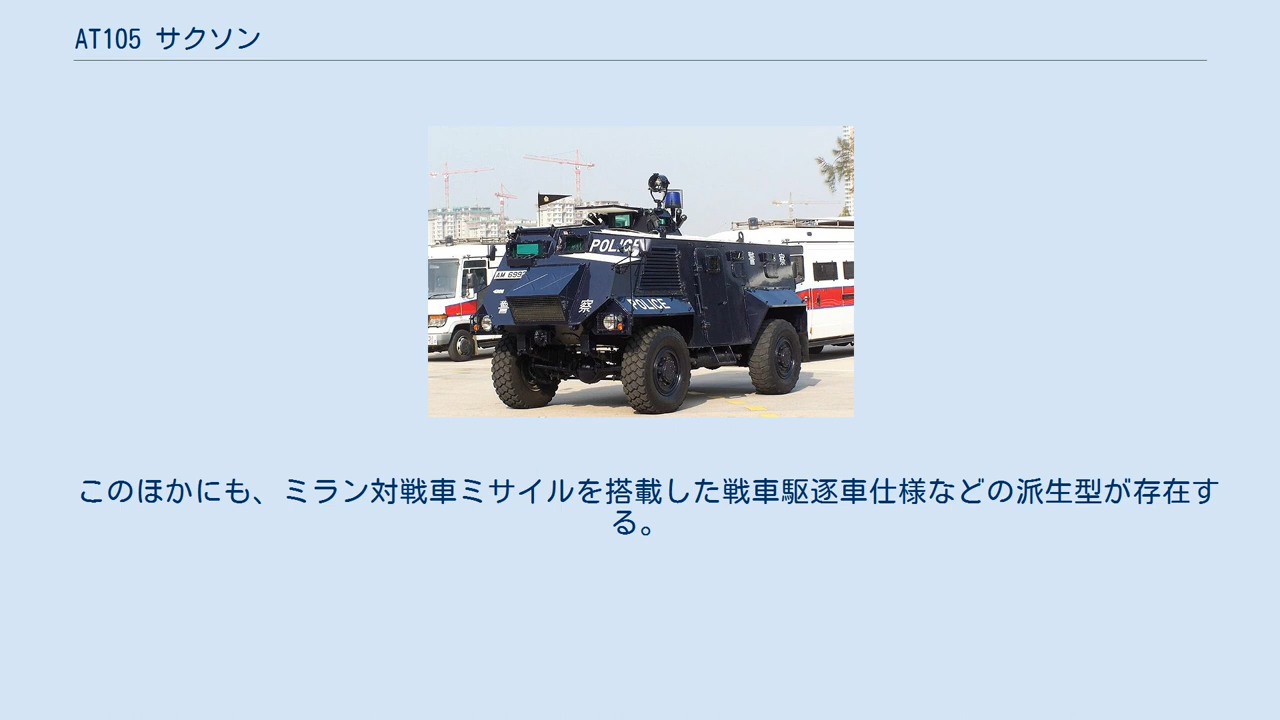 AT105 サクソン
POLICE
AM 699
POLICE
警
察
このほかにも、ミラン対戦車ミサイルを搭載した戦車駆逐車仕様などの派生型が存在す
る。